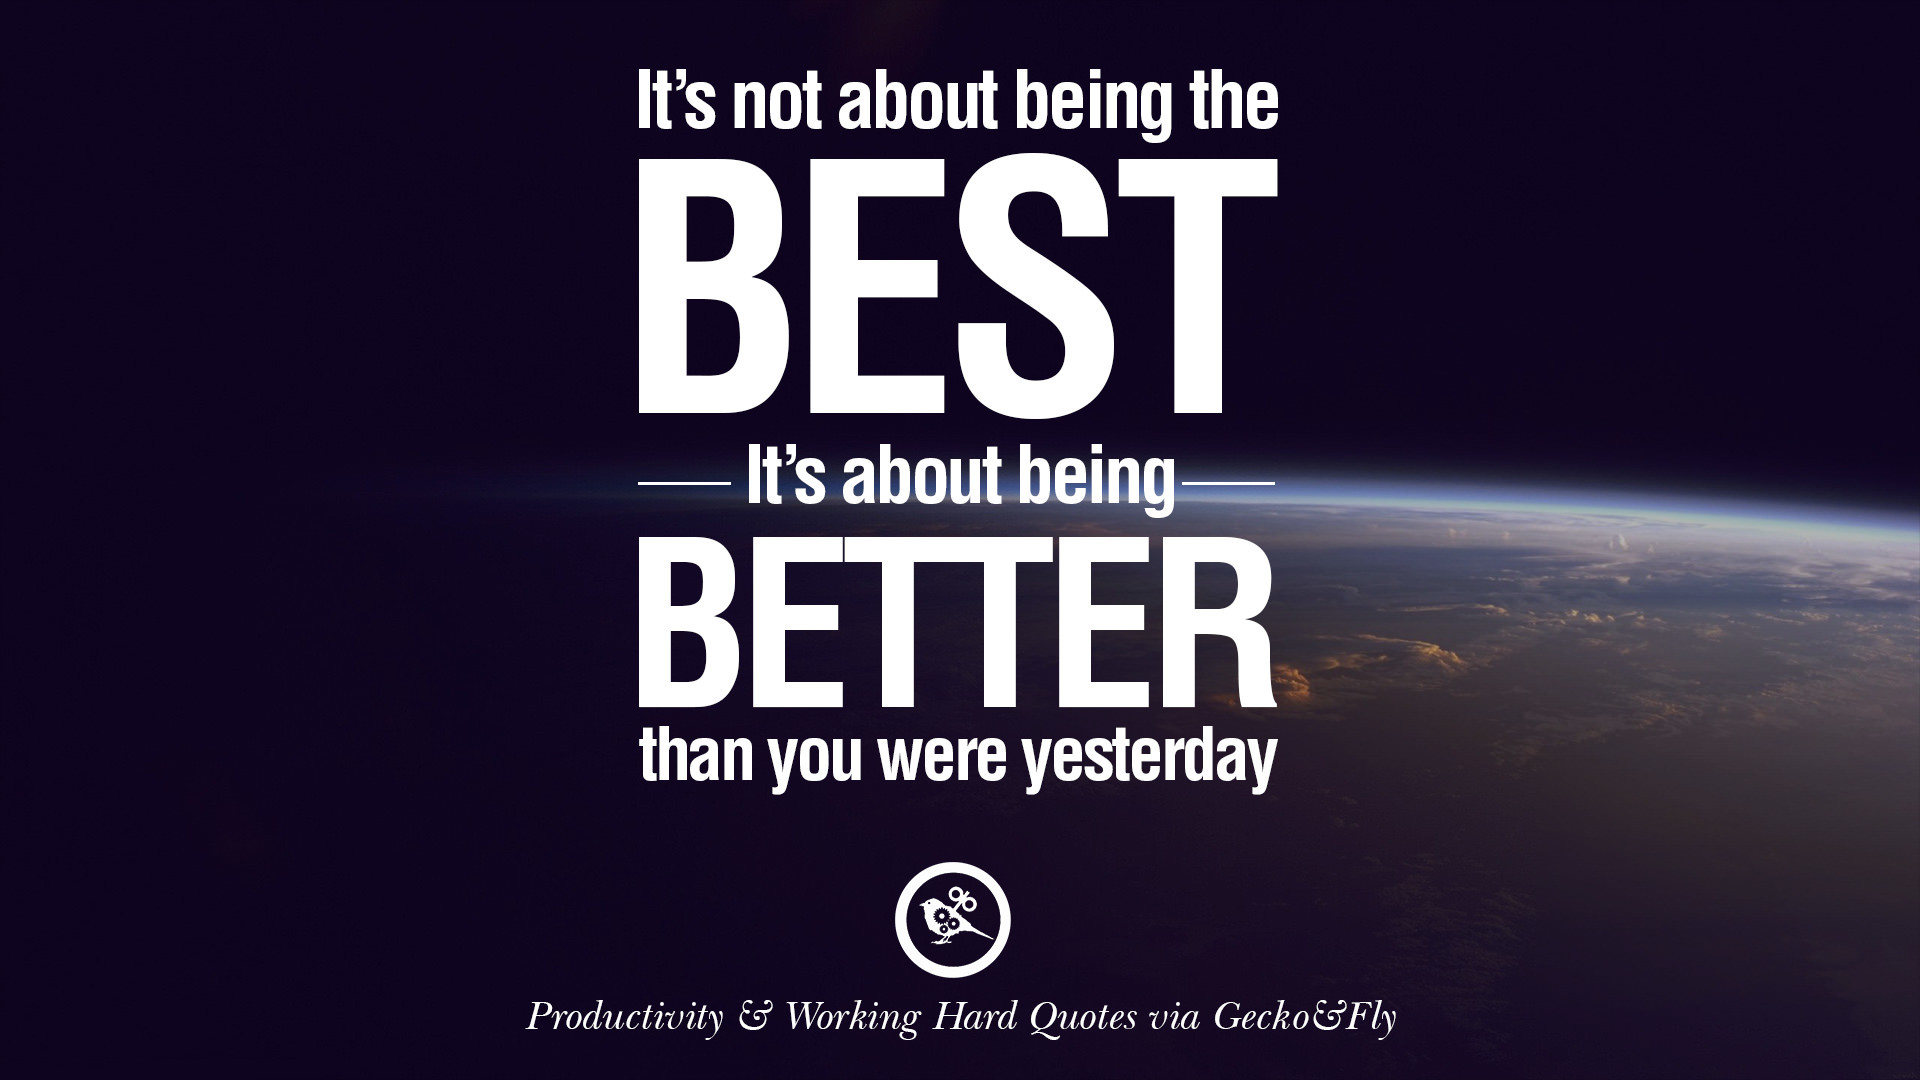 It’s not about being the
BEST
It’s about being
BETTER
than you were yesterday
Productivity & Working Hard Quotes via Gecko&Fly